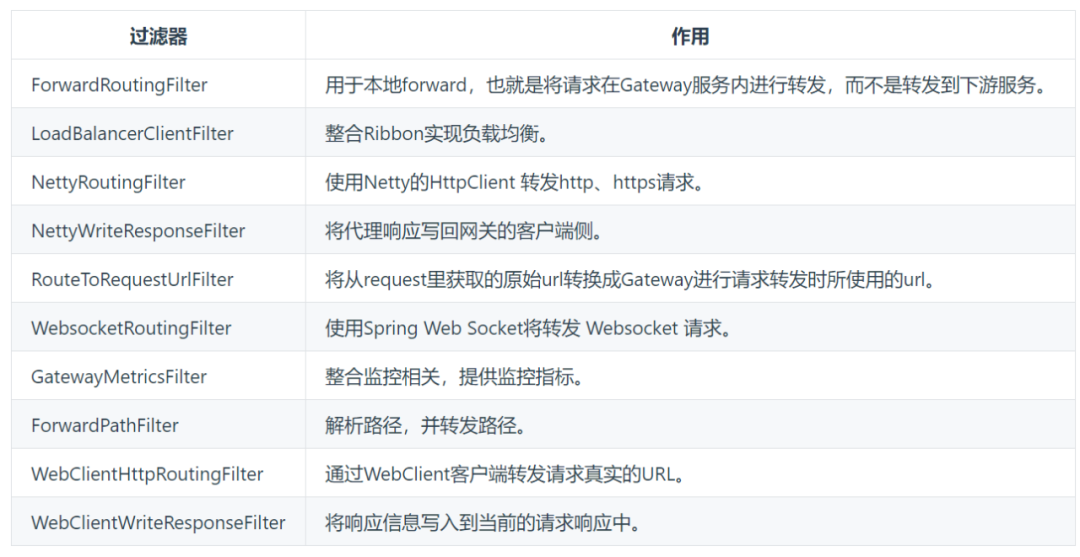 过滤器 作用
ForwardRoutingFilter 用于本地forward，也就是将请求在Gateway服务内进行转发，而不是转发到下游服务。
LoadBalancerClientFilter 整合Ribbon实现负载均衡。
NettyRoutingFilter 使用Netty的HttpClient 转发http、https请求。
NettyWriteResponseFilter 将代理响应写回网关的客户端侧。
RouteToRequestUrlFilter 将从request里获取的原始url转换成Gateway进行请求转发时所使用的url。
WebsocketRoutingFilter 使用Spring Web Socket将转发 Websocket 请求。
GatewayMetricsFilter 整合监控相关，提供监控指标。
ForwardPathFilter 解析路径，并转发路径。
WebClientHttpRoutingFilter 通过WebClient客户端转发请求真实的URL。
WebClientWriteResponseFilter 将响应信息写入到当前的请求响应中。